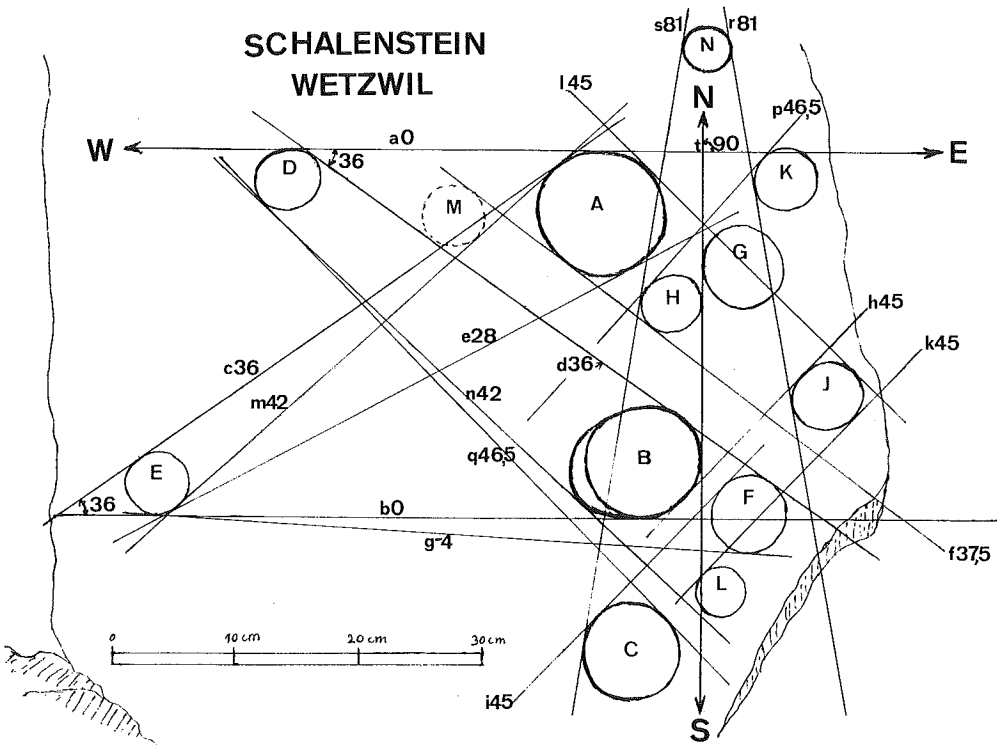 SCHALENSTEIN
WETZWIL
s81 N r81
l45
N
p46,5
W a0 t 90 E
D 36 M A K
G
H
h45
e28 d36 k45
c36 n42 J
m42
q46,5 B
E
36 b0 F
g-4 f37,5
L
0 10 cm 20 cm 30 cm
C
i45
S